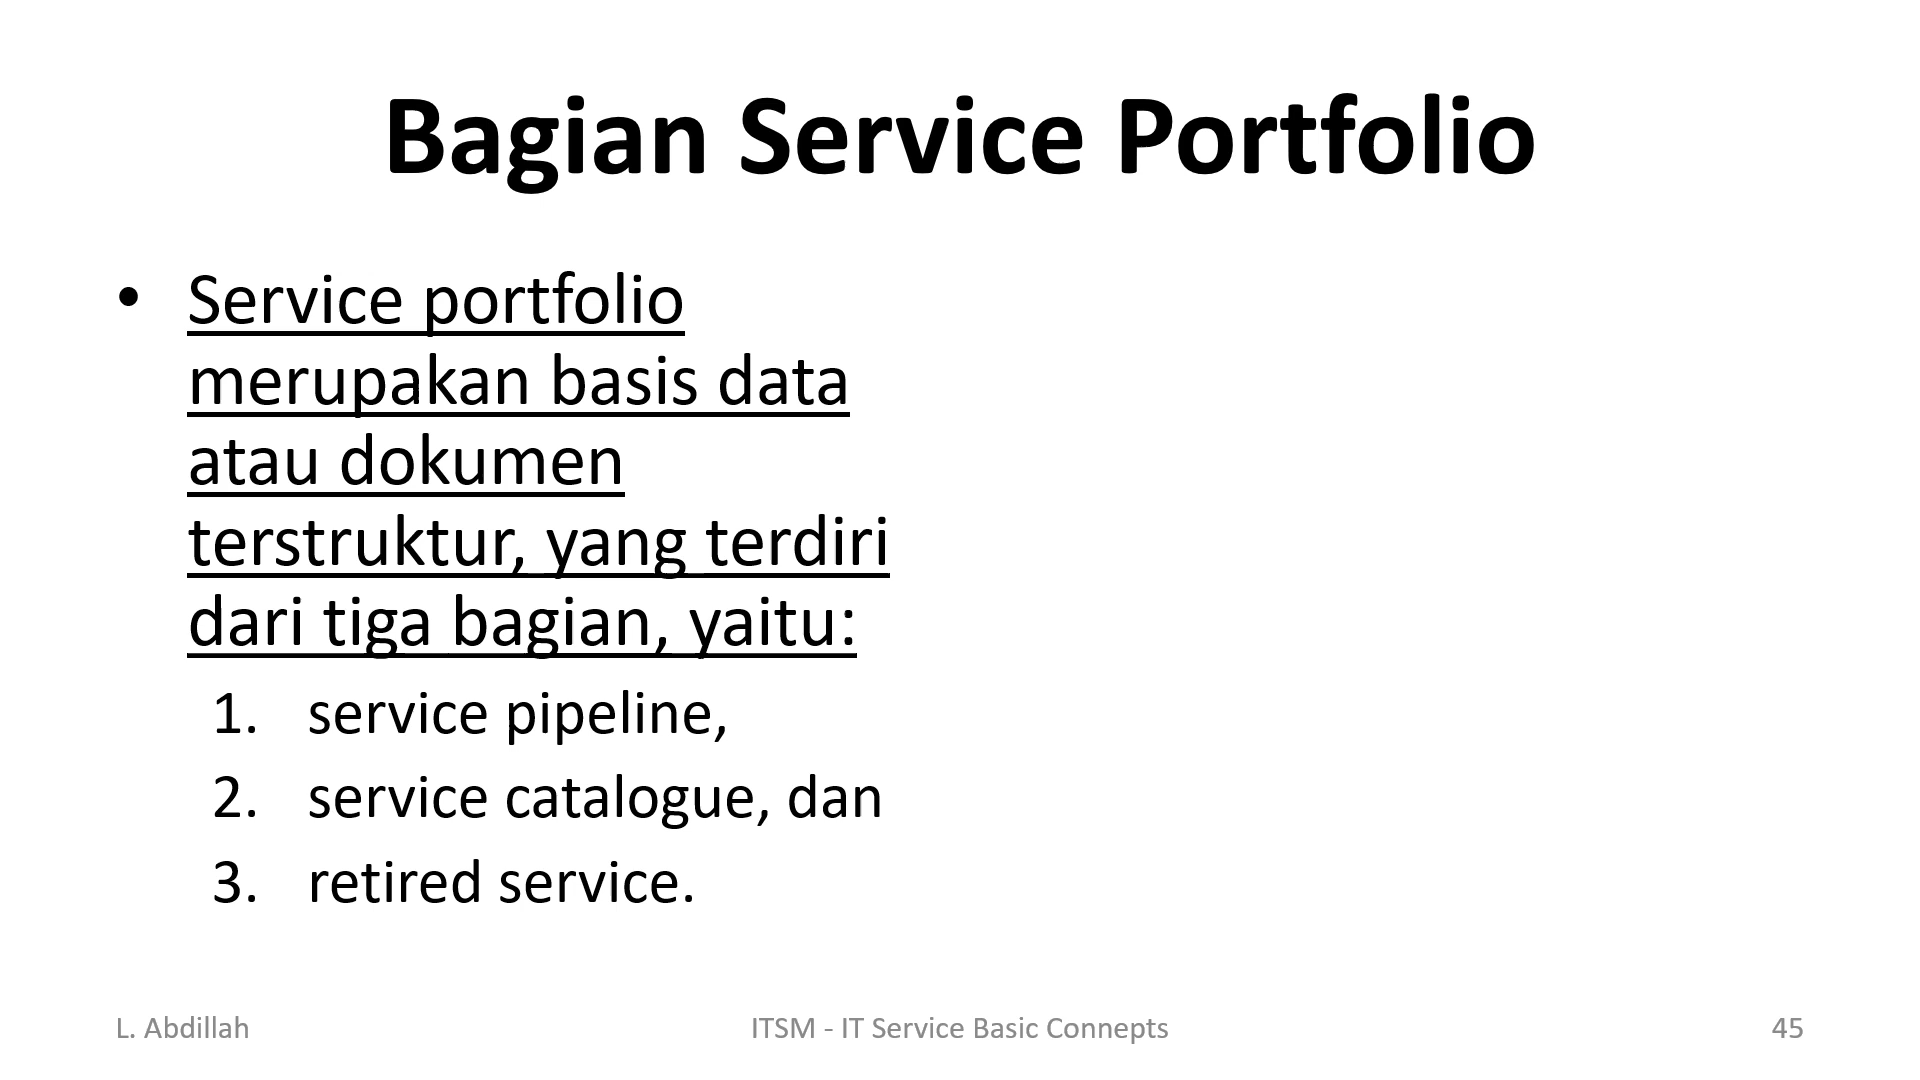 Bagian Service Portfolio
• Service portfolio
merupakan basis data
atau dokumen
terstruktur, yang terdiri
dari tiga bagian, yaitu:
1. service pipeline,
2. service catalogue, dan
3. retired service.
L. Abdillah
ITSM - IT Service Basic Connepts
45